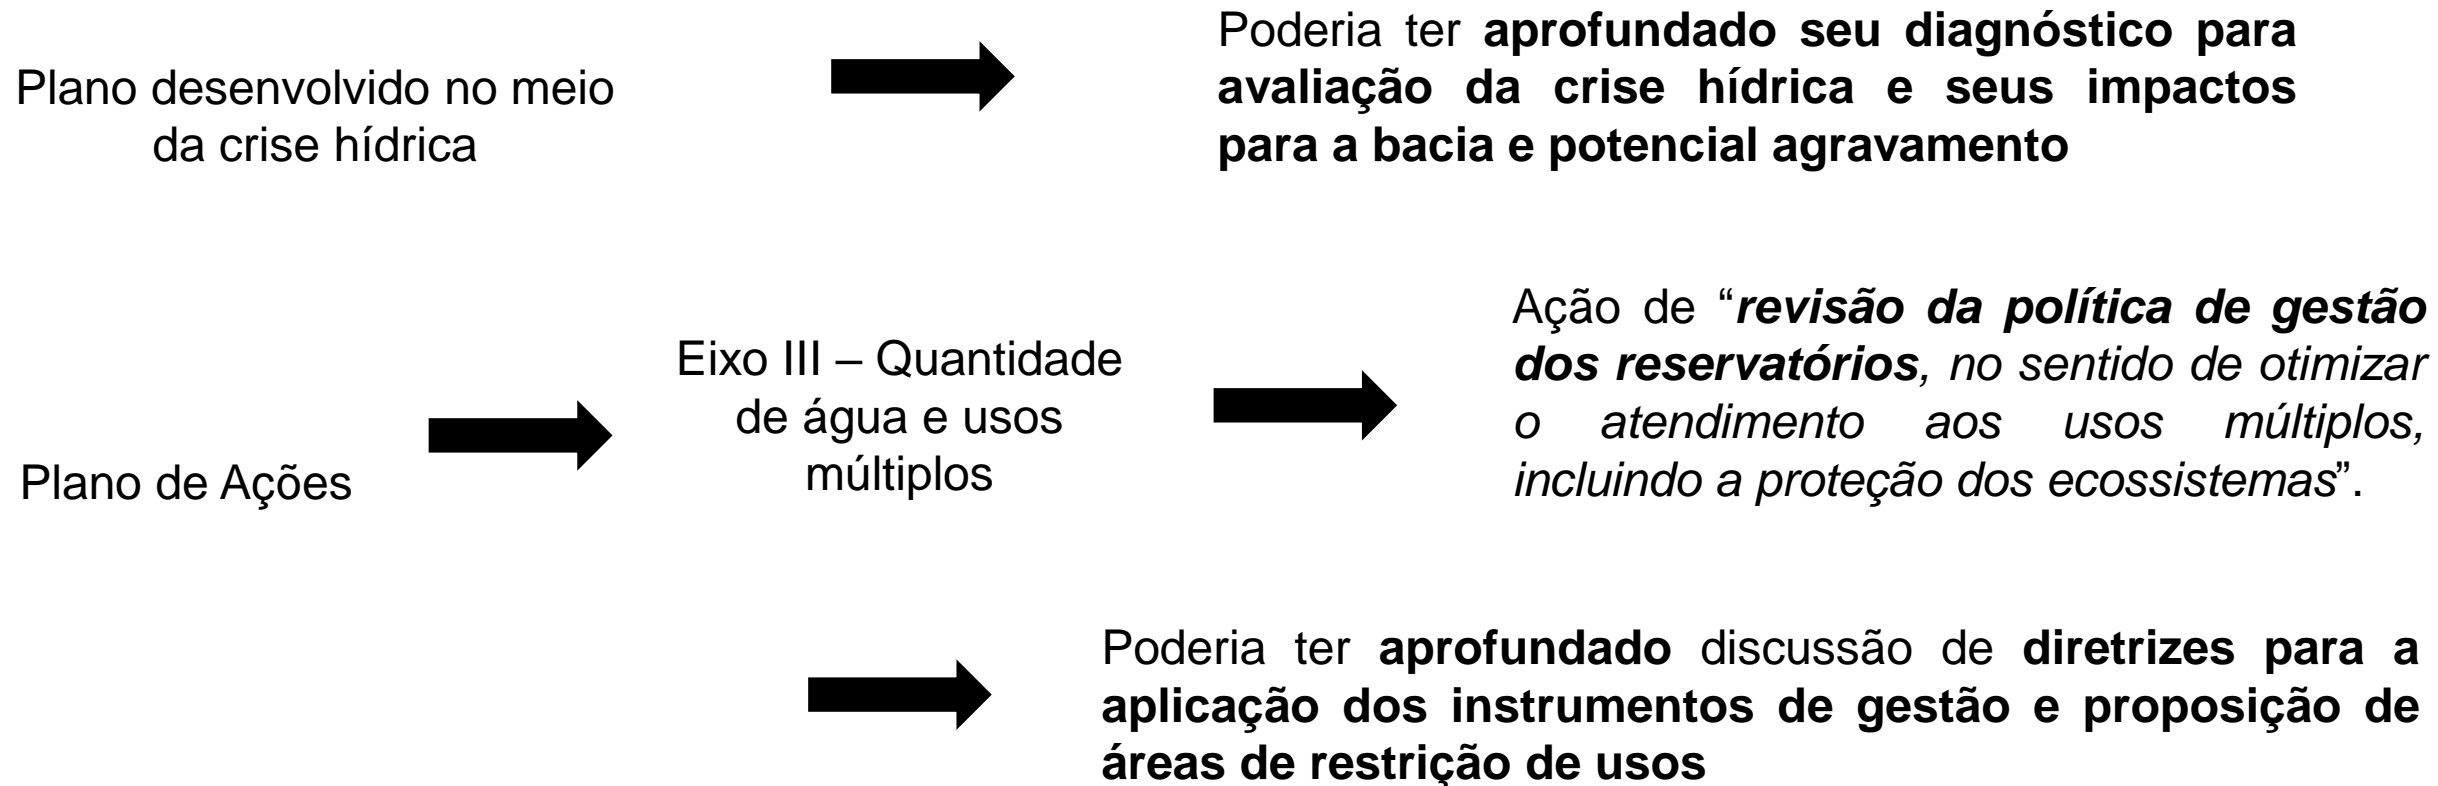 Plano desenvolvido no meio
da crise hídrica
Poderia ter aprofundado seu diagnóstico para
avaliação da crise hídrica e seus impactos
para a bacia e potencial agravamento
Plano de Ações
Eixo III – Quantidade
de água e usos
múltiplos
Ação de “revisão da política de gestão
dos reservatórios, no sentido de otimizar
o atendimento aos usos múltiplos,
incluindo a proteção dos ecossistemas”.
Poderia ter aprofundado discussão de diretrizes para a
aplicação dos instrumentos de gestão e proposição de
áreas de restrição de usos